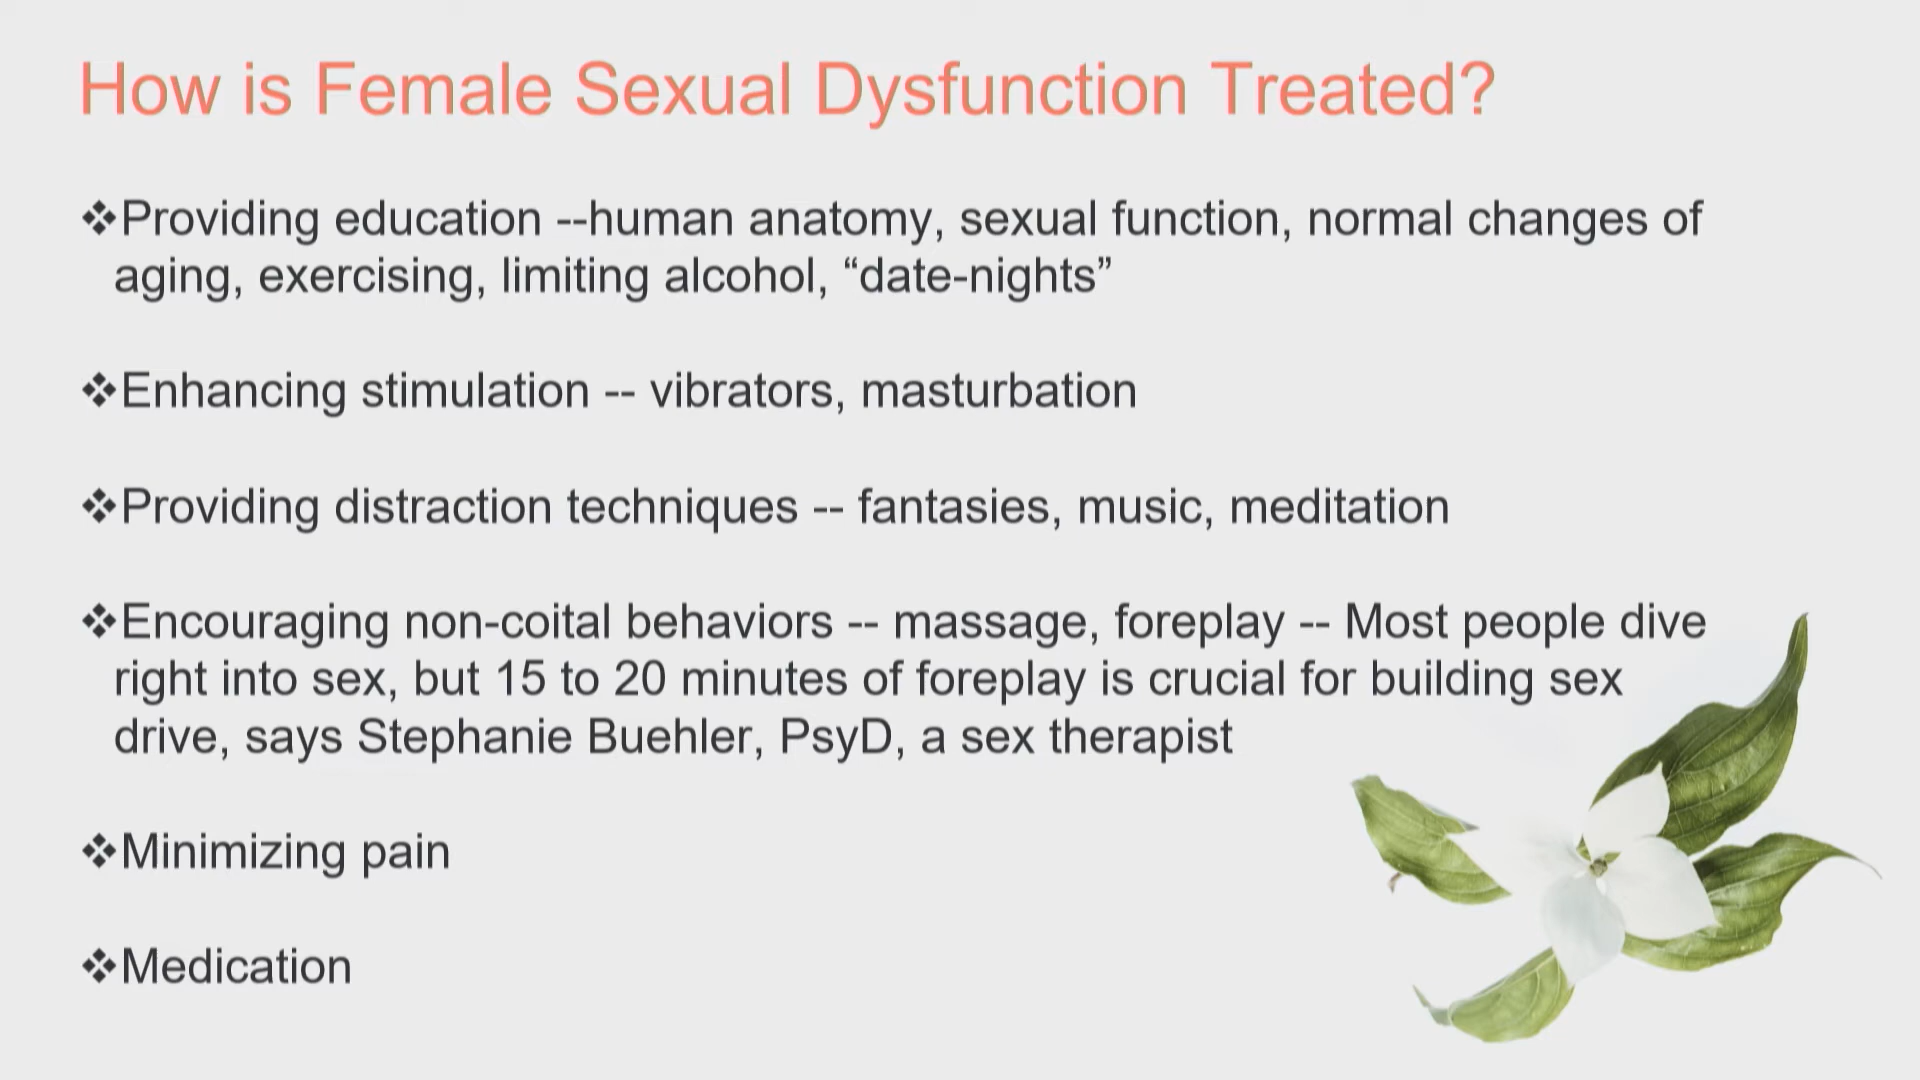 How is Female Sexual Dysfunction Treated?
❖Providing education --human anatomy, sexual function, normal changes of
aging, exercising, limiting alcohol, “date-nights”
❖Enhancing stimulation -- vibrators, masturbation
❖Providing distraction techniques -- fantasies, music, meditation
❖Encouraging non-coital behaviors -- massage, foreplay -- Most people dive
right into sex, but 15 to 20 minutes of foreplay is crucial for building sex
drive, says Stephanie Buehler, PsyD, a sex therapist
❖Minimizing pain
❖Medication